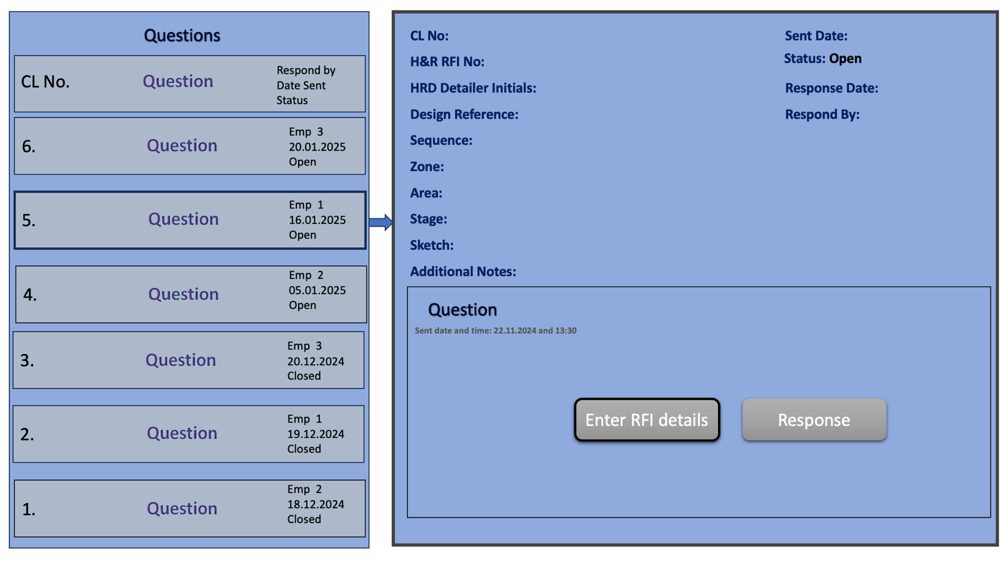 Questions
CL No.
Question
Respond by
Date Sent
Status
6.
Question
Emp 3
20.01.2025
Open
5.
Question
Emp 1
16.01.2025
Open
4.
Question
Emp 2
05.01.2025
Open
3.
Question
Emp 3
20.12.2024
Closed
2.
Question
Emp 1
19.12.2024
Closed
1.
Question
Emp 2
18.12.2024
Closed
CL No:
Sent Date:
H&R RFI No:
Status: Open
HRD Detailer Initials:
Response Date:
Design Reference:
Respond By:
Sequence:
Zone:
Area:
Stage:
Sketch:
Additional Notes:
Question
Sent date and time: 22.11.2024 and 13:30
Enter RFI details
Response